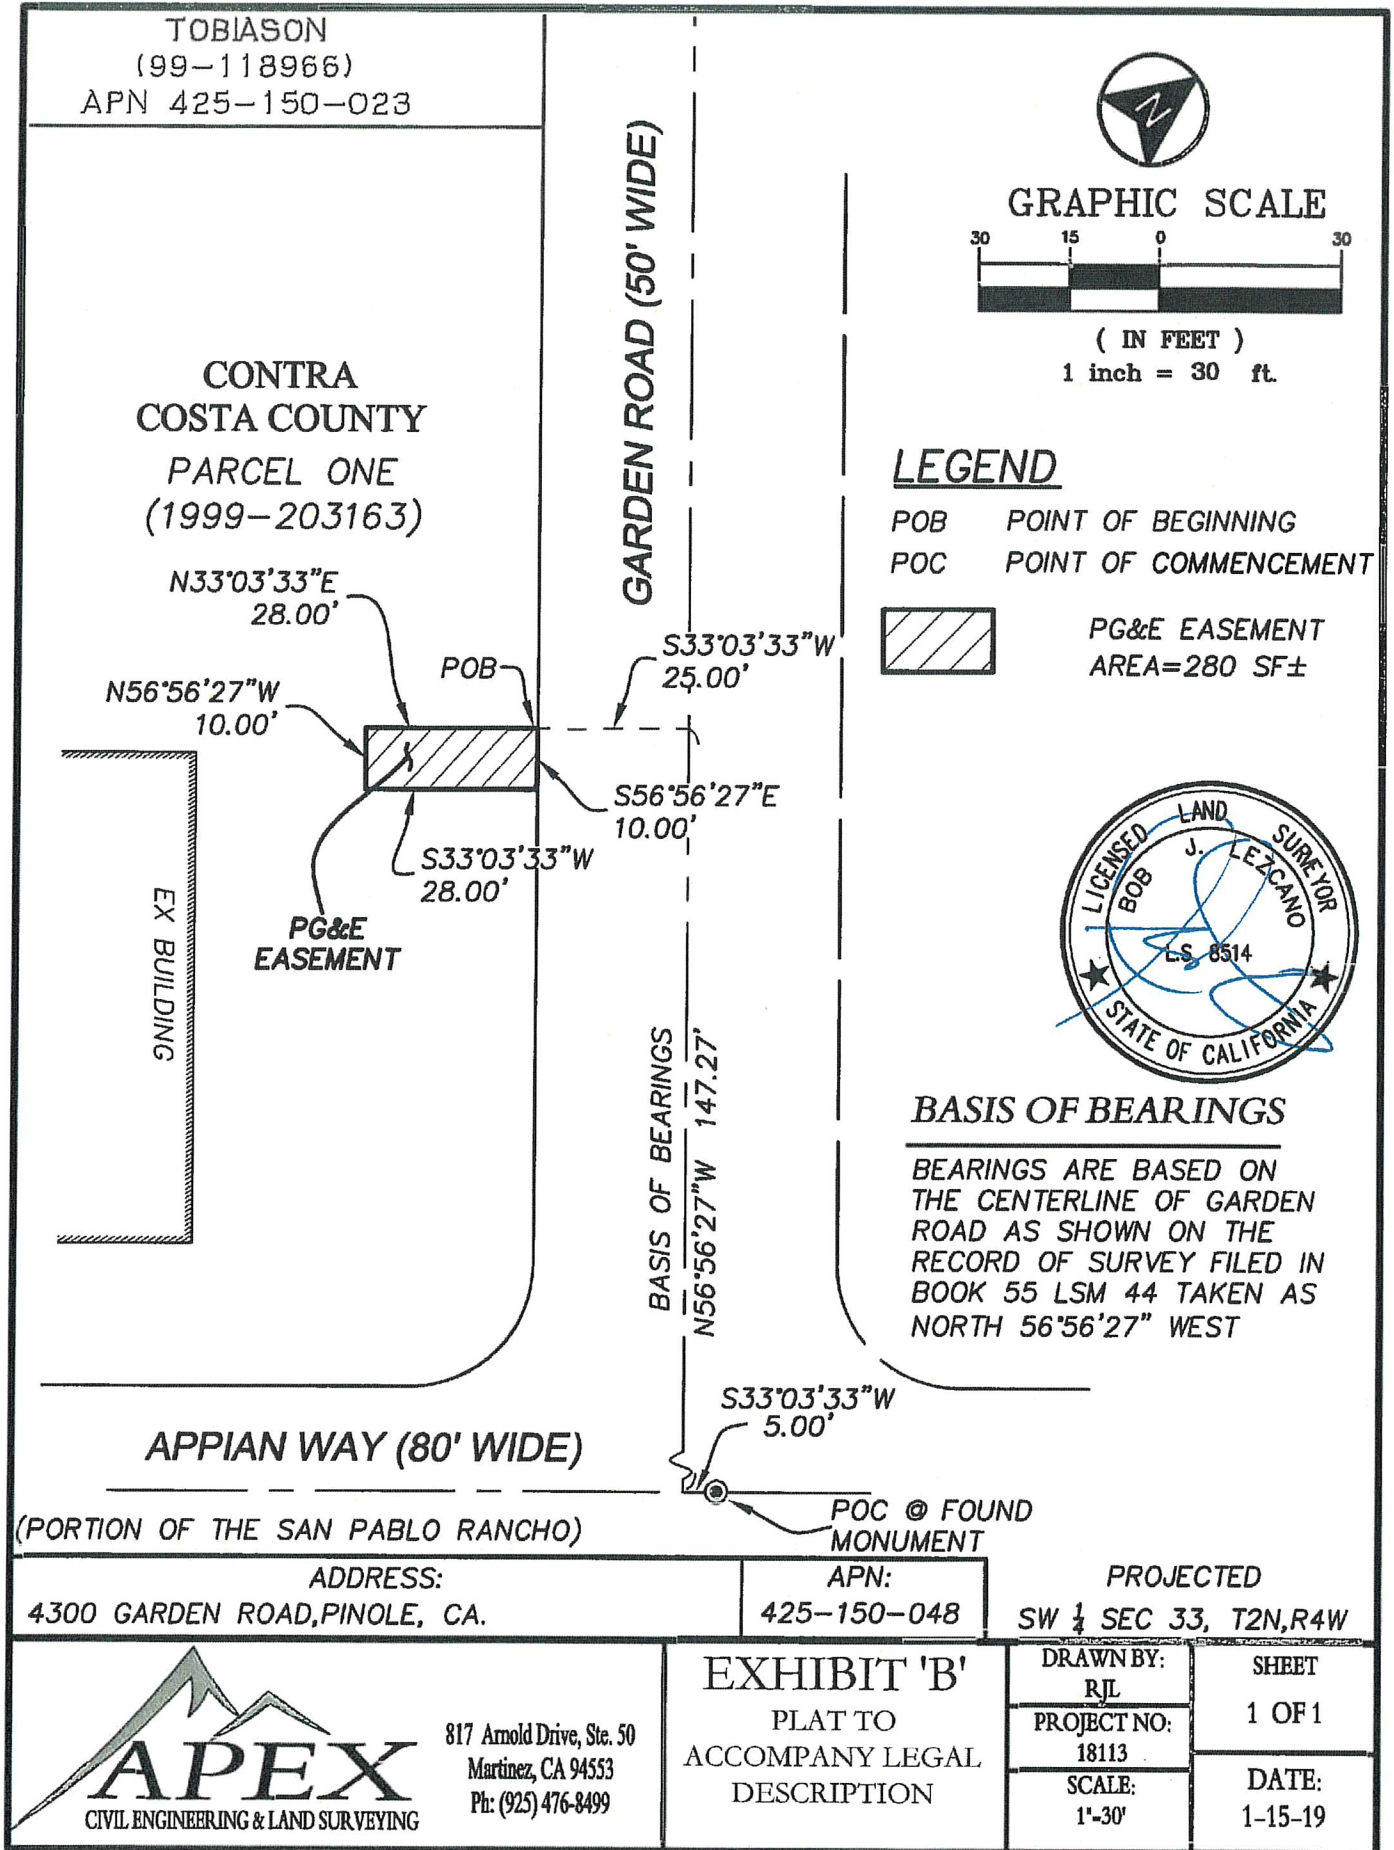 TOBIASON
(99-118966)
APN 425-150-023
N
GRAPHIC SCALE
30 15 0 30
( IN FEET )
1 inch = 30 ft.
GARDEN ROAD (50' WIDE)
CONTRA
COSTA COUNTY
PARCEL ONE
(1999-203163)
LEGEND
POB POINT OF BEGINNING
POC POINT OF COMMENCEMENT
PG&E EASEMENT
AREA=280 SF±
N33°03'33"E
28.00'
POB
S33°03'33"W
25.00'
N56°56'27"W
10.00'
S56°56'27"E
10.00'
S33°03'33"W
28.00'
PG&E
EASEMENT
EX BUILDING
LICENSED LAND SURVEYOR
BOB J. LEZCANO
L.S. 8514
STATE OF CALIFORNIA
BASIS OF BEARINGS
N56°56'27"W 147.27'
BASIS OF BEARINGS
BEARINGS ARE BASED ON
THE CENTERLINE OF GARDEN
ROAD AS SHOWN ON THE
RECORD OF SURVEY FILED IN
BOOK 55 LSM 44 TAKEN AS
NORTH 56°56'27" WEST
S33°03'33"W
5.00'
APPIAN WAY (80' WIDE)
POC @ FOUND
MONUMENT
(PORTION OF THE SAN PABLO RANCHO)
ADDRESS:
4300 GARDEN ROAD,PINOLE, CA.
APN:
425-150-048
PROJECTED
SW 1/4 SEC 33, T2N,R4W
APEX
CIVIL ENGINEERING & LAND SURVEYING
817 Arnold Drive, Ste. 50
Martinez, CA 94553
Ph: (925) 476-8499
EXHIBIT 'B'
PLAT TO
ACCOMPANY LEGAL
DESCRIPTION
DRAWN BY:
RJL
PROJECT NO:
18113
SCALE:
1"-30'
SHEET
1 OF 1
DATE:
1-15-19